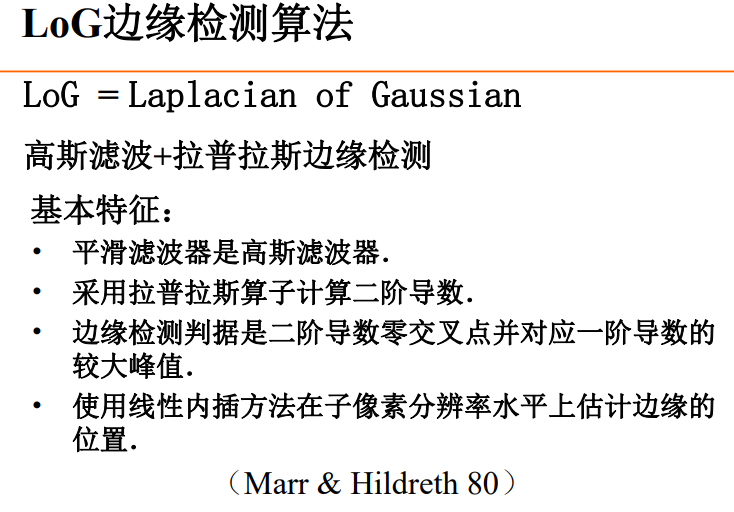 LoG边缘检测算法
LoG = Laplacian of Gaussian
高斯滤波+拉普拉斯边缘检测
基本特征：
• 平滑滤波器是高斯滤波器.
• 采用拉普拉斯算子计算二阶导数.
• 边缘检测判据是二阶导数零交叉点并对应一阶导数的
较大峰值.
• 使用线性内插方法在子像素分辨率水平上估计边缘的
位置.
（Marr & Hildreth 80）